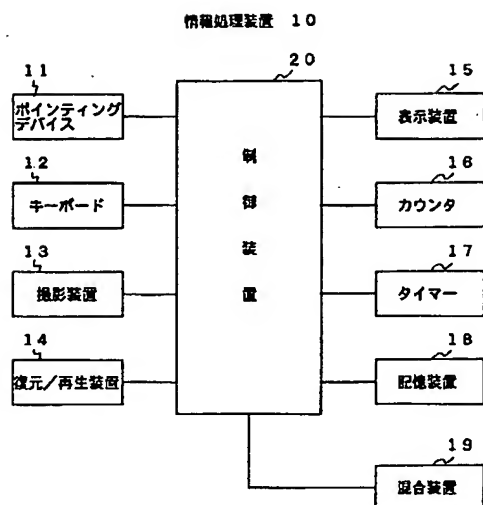 情報処理装置 10
20
制御装置
11
ポインティング
デバイス
12
キーボード
13
撮影装置
14
復元／再生装置
15
表示装置
16
カウンタ
17
タイマー
18
記憶装置
19
混合装置